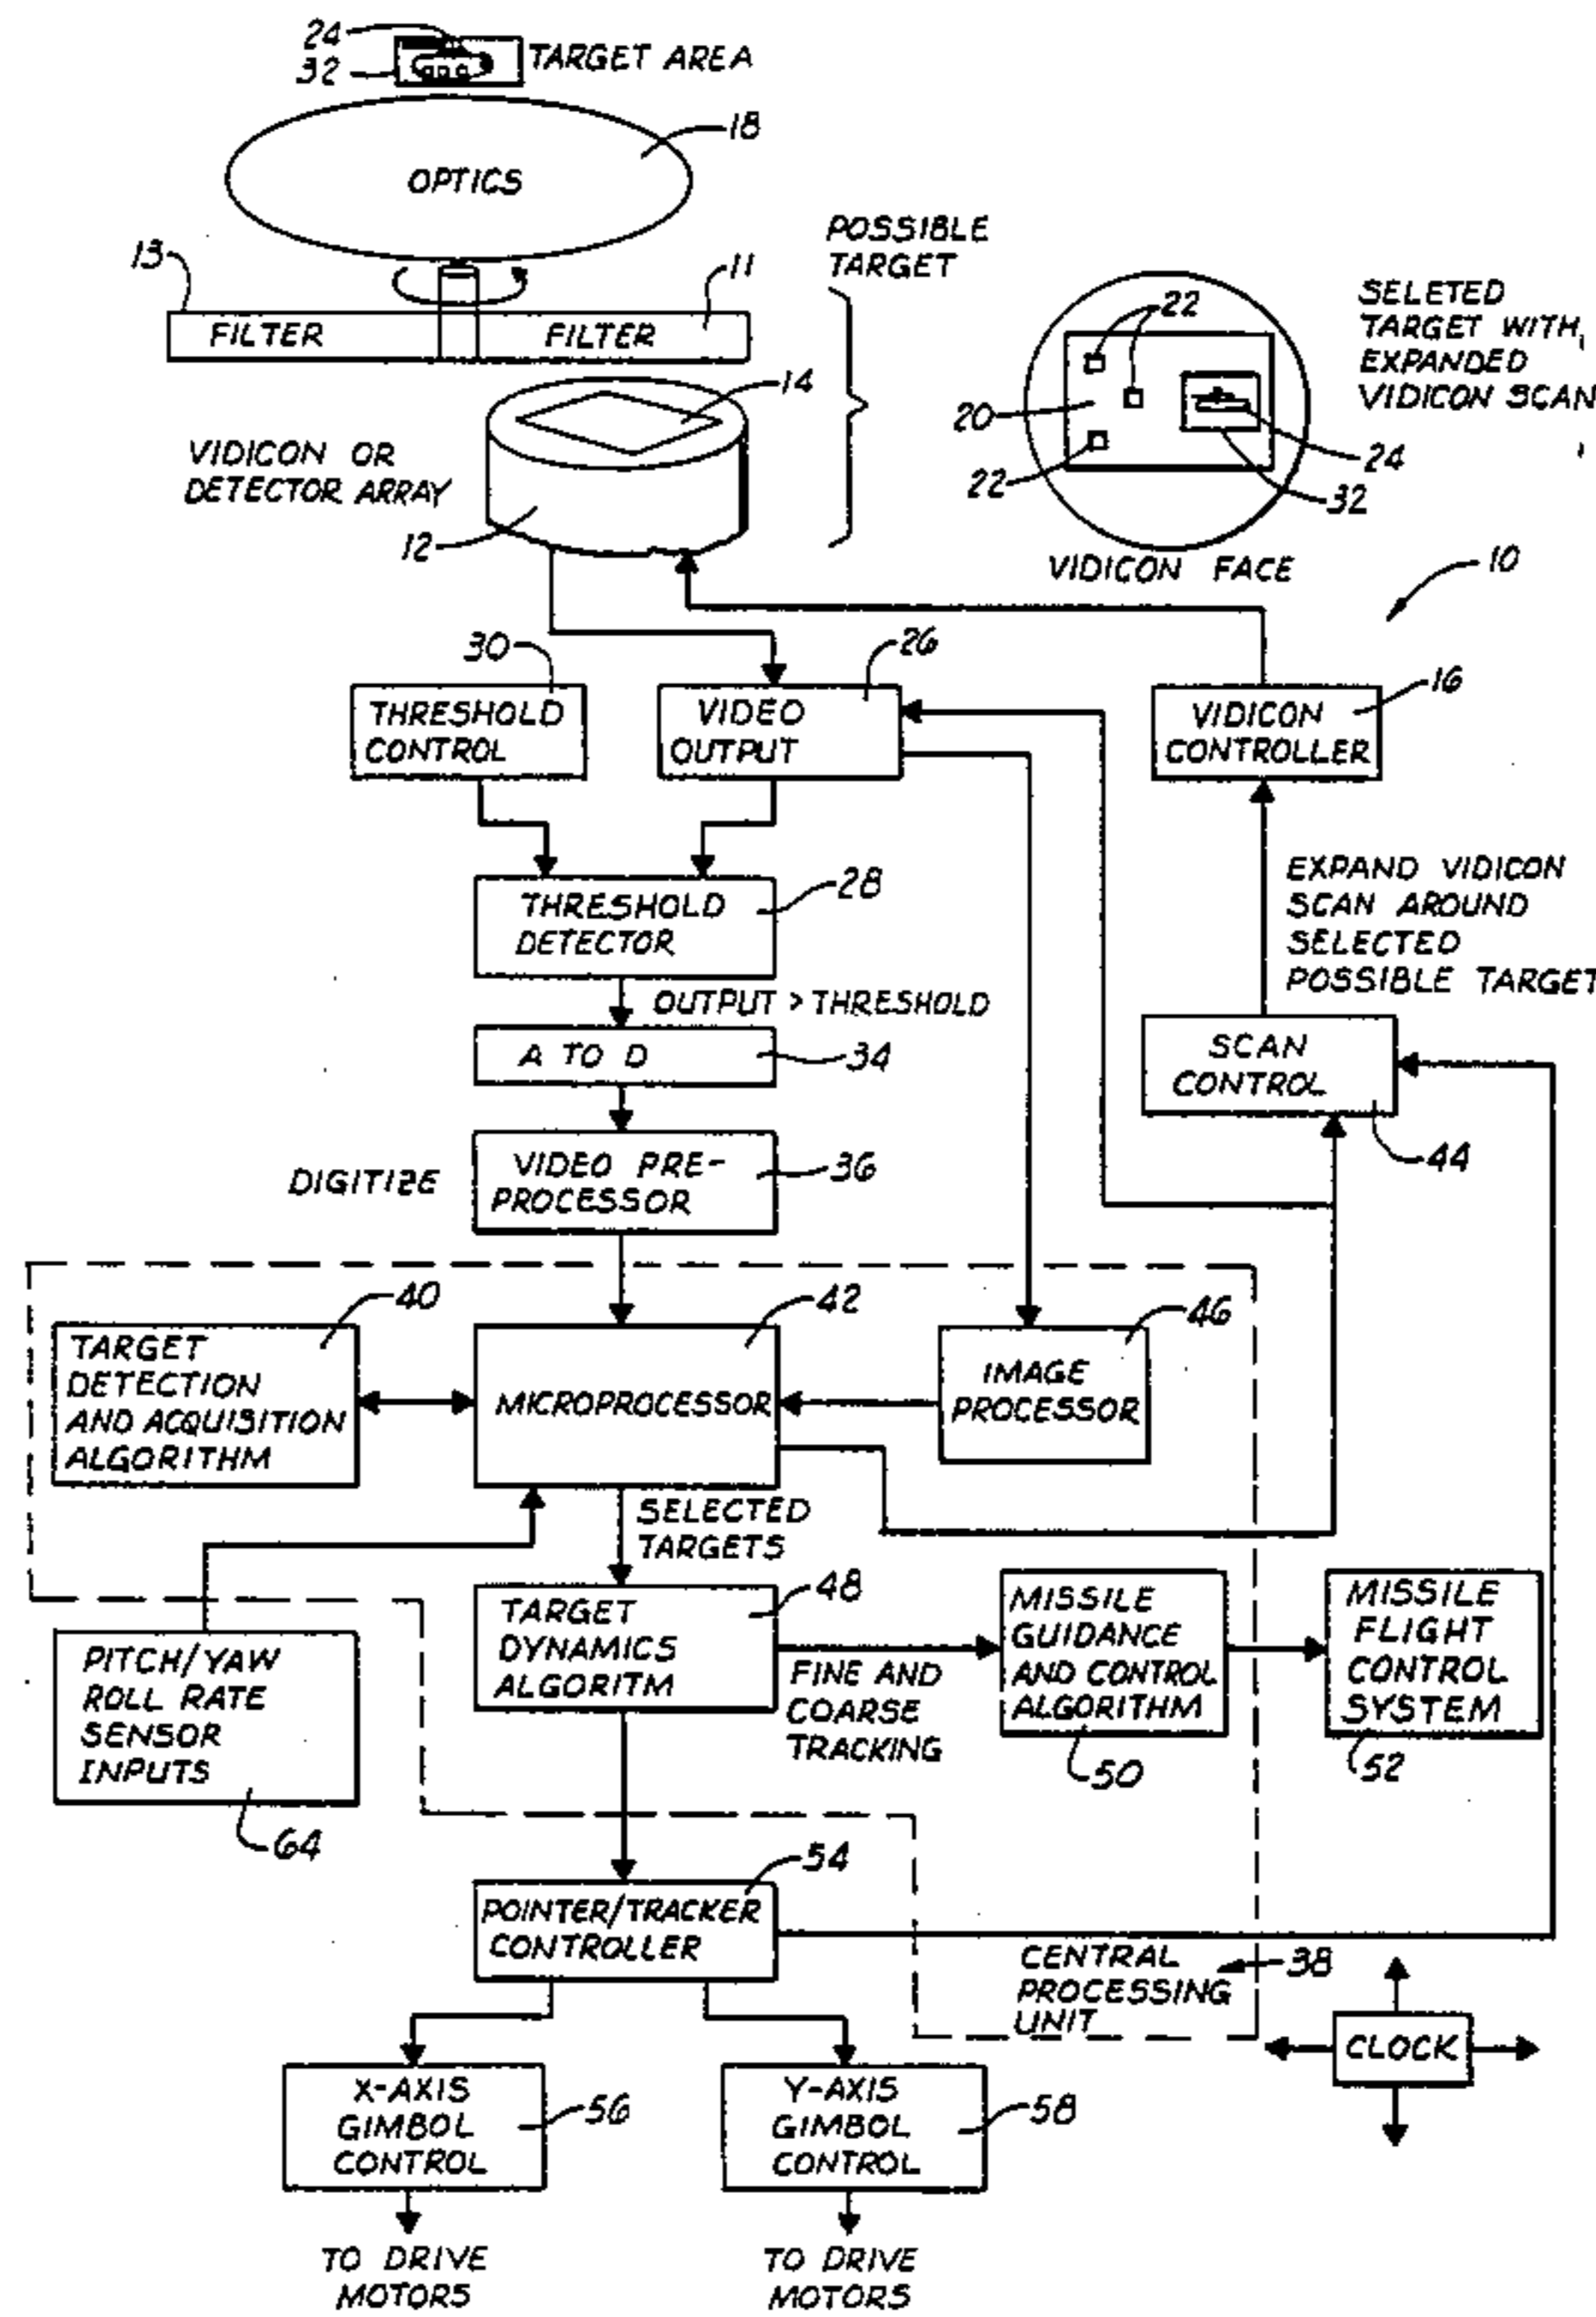 24
32
TARGET AREA
18
OPTICS
13
11
FILTER
FILTER
POSSIBLE
TARGET
14
VIDICON OR
DETECTOR ARRAY
12
22
20
22
24
32
SELETED
TARGET WITH
EXPANDED
VIDICON SCAN
VIDICON FACE
10
30
THRESHOLD
CONTROL
26
VIDEO
OUTPUT
16
VIDICON
CONTROLLER
THRESHOLD
DETECTOR
28
EXPAND VIDICON
SCAN AROUND
SELECTED
POSSIBLE TARGET
OUTPUT > THRESHOLD
A TO D
34
SCAN
CONTROL
44
DIGITIZE
VIDEO PRE-
PROCESSOR
36
40
TARGET
DETECTION
AND ACQUISITION
ALGORITHM
42
MICROPROCESSOR
46
IMAGE
PROCESSOR
SELECTED
TARGETS
48
TARGET
DYNAMICS
ALGORITM
FINE AND
COARSE
TRACKING
MISSILE
GUIDANCE
AND CONTROL
ALGORITHM
50
MISSILE
FLIGHT
CONTROL
SYSTEM
52
PITCH/YAW
ROLL RATE
SENSOR
INPUTS
64
54
POINTER/TRACKER
CONTROLLER
CENTRAL
PROCESSING
UNIT
38
CLOCK
X-AXIS
GIMBOL
CONTROL
56
Y-AXIS
GIMBOL
CONTROL
58
TO DRIVE
MOTORS
TO DRIVE
MOTORS